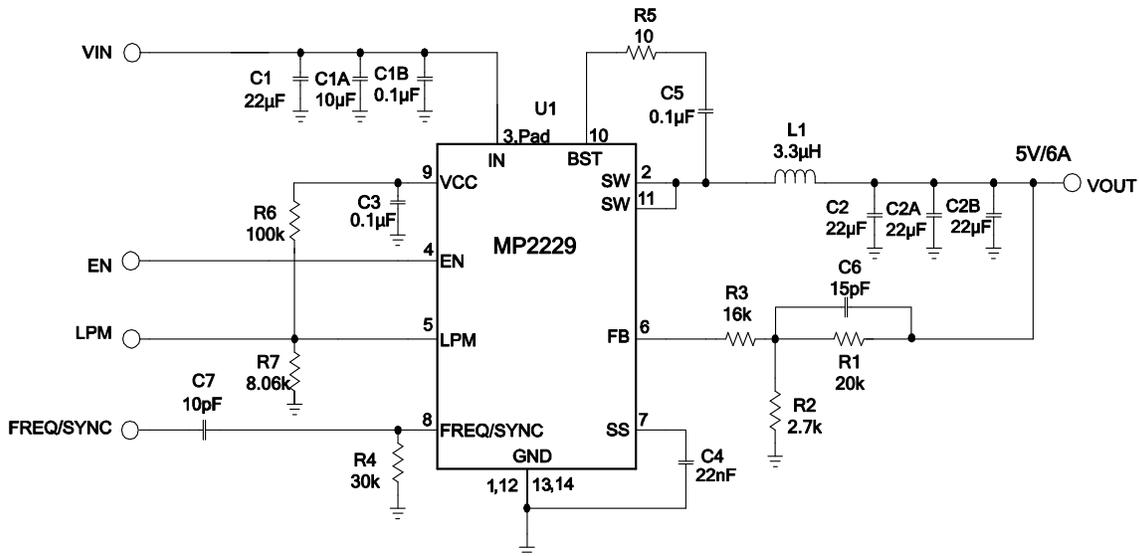 R5
10
VIN
C1
22µF
C1A
10µF
C1B
0.1µF
C5
0.1µF
U1
3.Pad
10
IN
BST
L1
3.3µH
5V/6A
VOUT
9
VCC
SW
2
SW
11
C3
0.1µF
R6
100k
C2
22µF
C2A
22µF
C2B
22µF
MP2229
EN
4
EN
C6
15pF
R3
16k
LPM
5
LPM
FB
6
R7
8.06k
R1
20k
C7
10pF
R2
2.7k
FREQ/SYNC
8
FREQ/SYNC
SS
7
GND
R4
30k
C4
22nF
1,12
13,14